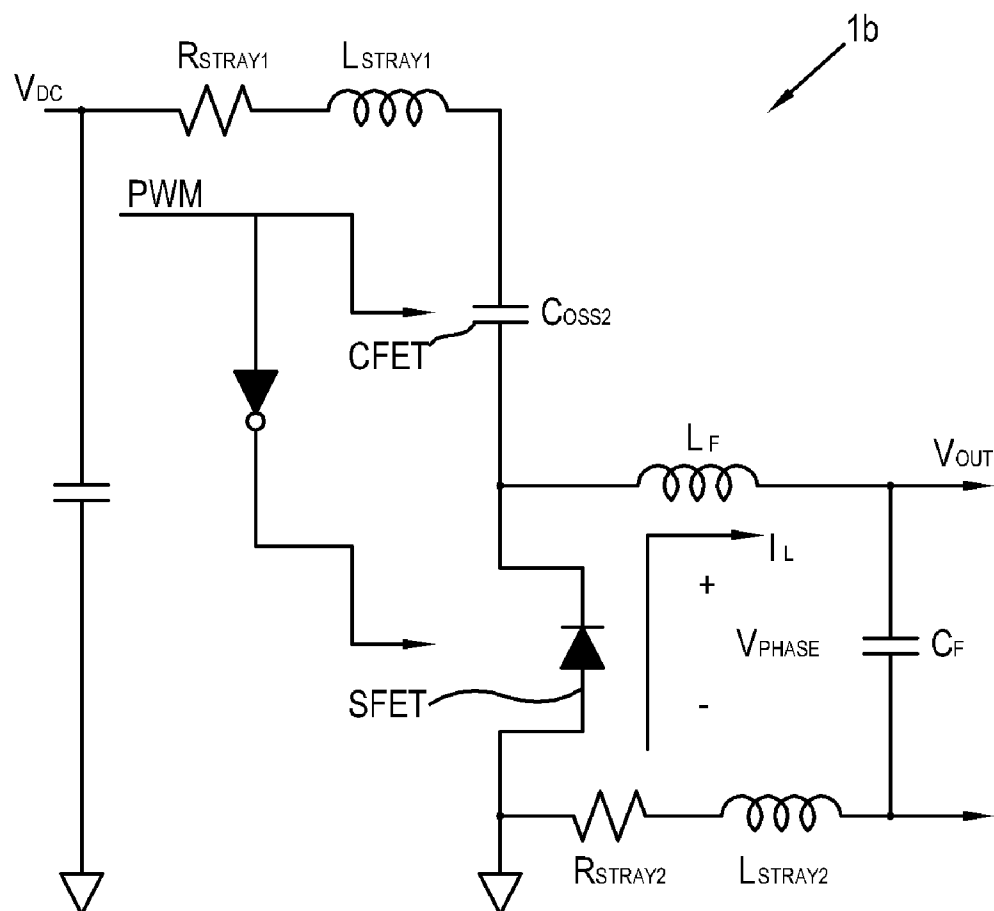 1b
RSTRAY1
LSTRAY1
VDC
PWM
COSS2
CFET
LF
VOUT
IL
+
VPHASE
CF
-
SFET
RSTRAY2
LSTRAY2